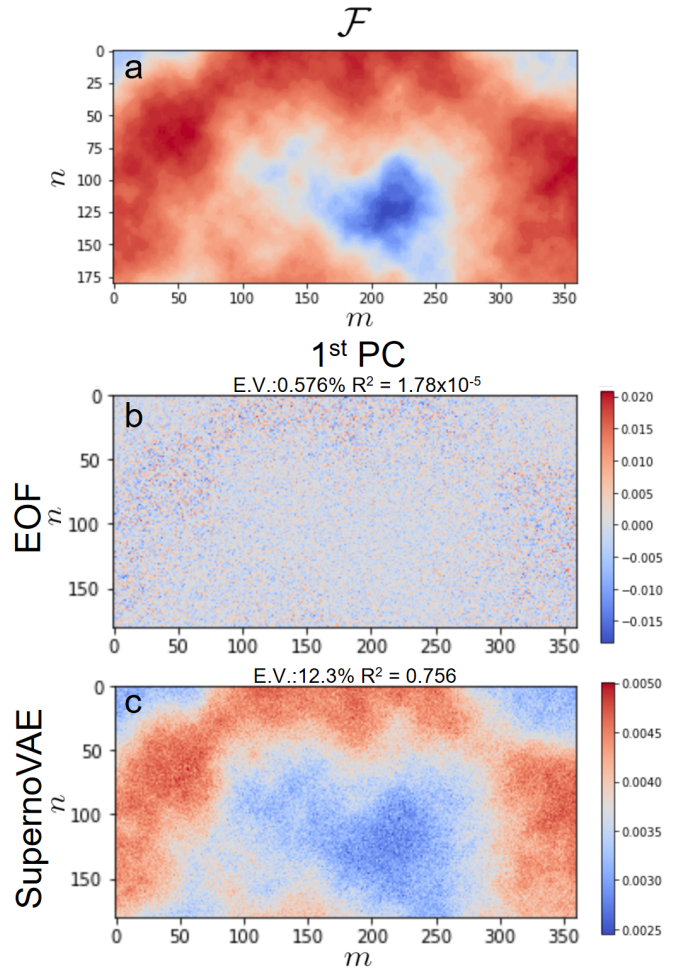 ℱ
a
0
25
50
75
100
125
150
175
n
0 50 100 150 200 250 300 350
m
1st PC
E.V.:0.576% R² = 1.78x10⁻⁵
b
0
50
100
150
n
EOF
0 50 100 150 200 250 300 350
0.020
0.015
0.010
0.005
0.000
−0.005
−0.010
−0.015
E.V.:12.3% R² = 0.756
c
0
50
100
150
n
SupernoVAE
0 50 100 150 200 250 300 350
m
0.0050
0.0045
0.0040
0.0035
0.0030
0.0025